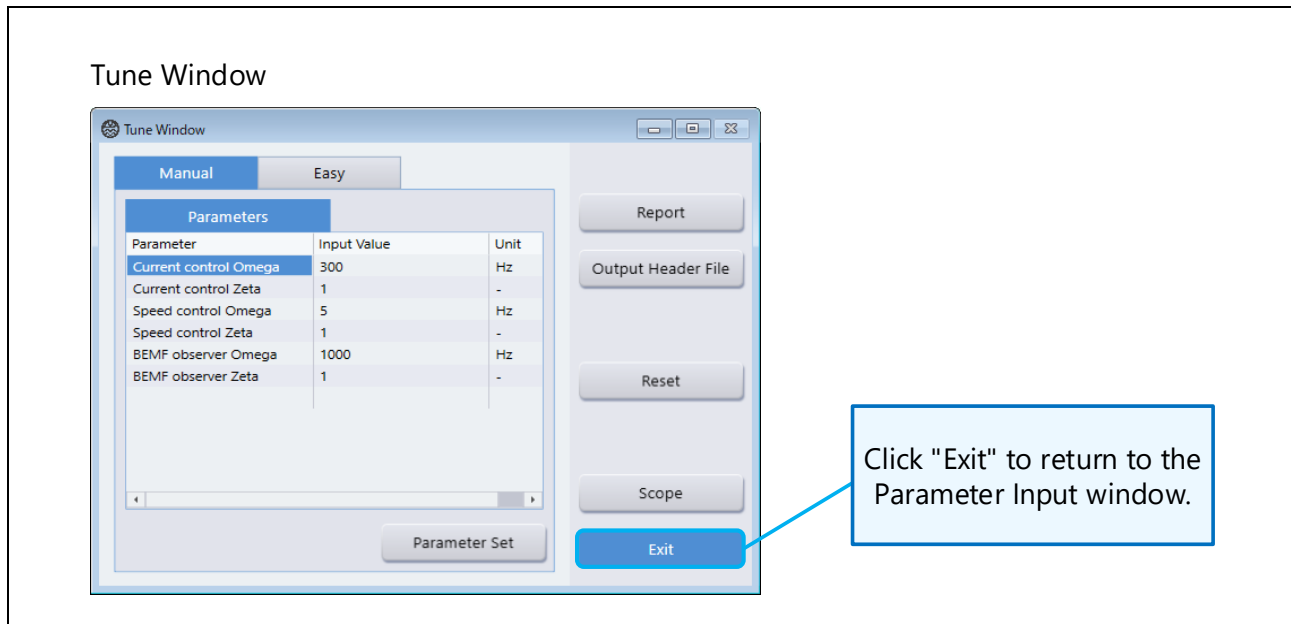 Tune Window
Tune Window
Manual Easy
Parameters
Parameter Input Value Unit
Current control Omega 300 Hz
Current control Zeta 1 -
Speed control Omega 5 Hz
Speed control Zeta 1 -
BEMF observer Omega 1000 Hz
BEMF observer Zeta 1 -
Parameter Set
Report
Output Header File
Reset
Scope
Exit
Click "Exit" to return to the
Parameter Input window.